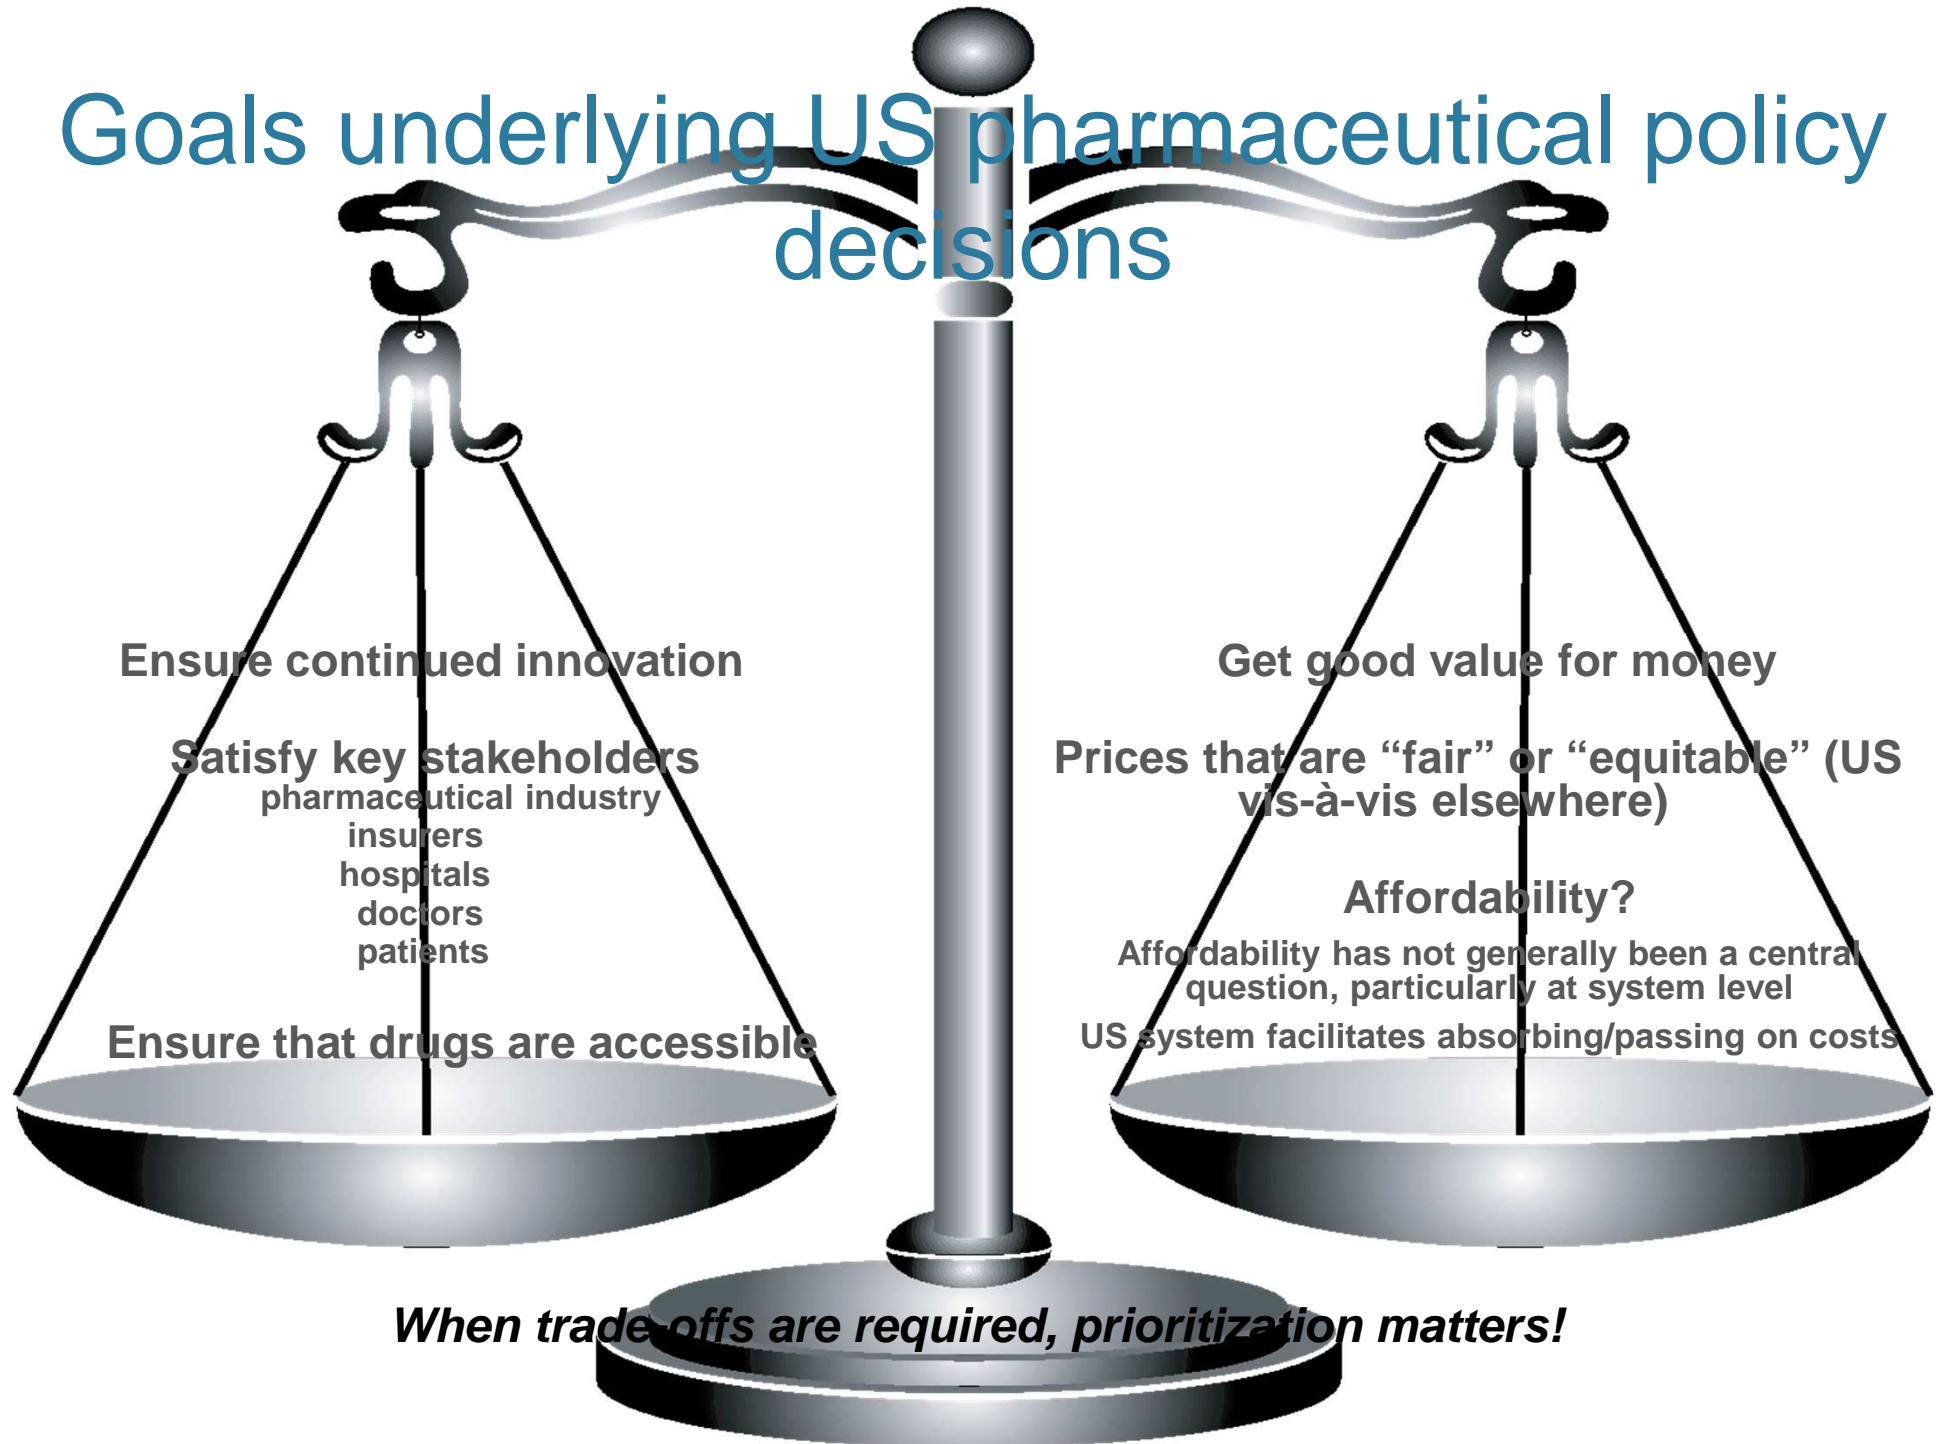 Goals underlying US pharmaceutical policy
decisions
Ensure continued innovation
Satisfy key stakeholders
pharmaceutical industry
insurers
hospitals
doctors
patients
Ensure that drugs are accessible
Get good value for money
Prices that are “fair” or “equitable” (US
vis-à-vis elsewhere)
Affordability?
Affordability has not generally been a central
question, particularly at system level
US system facilitates absorbing/passing on costs
When trade-offs are required, prioritization matters!